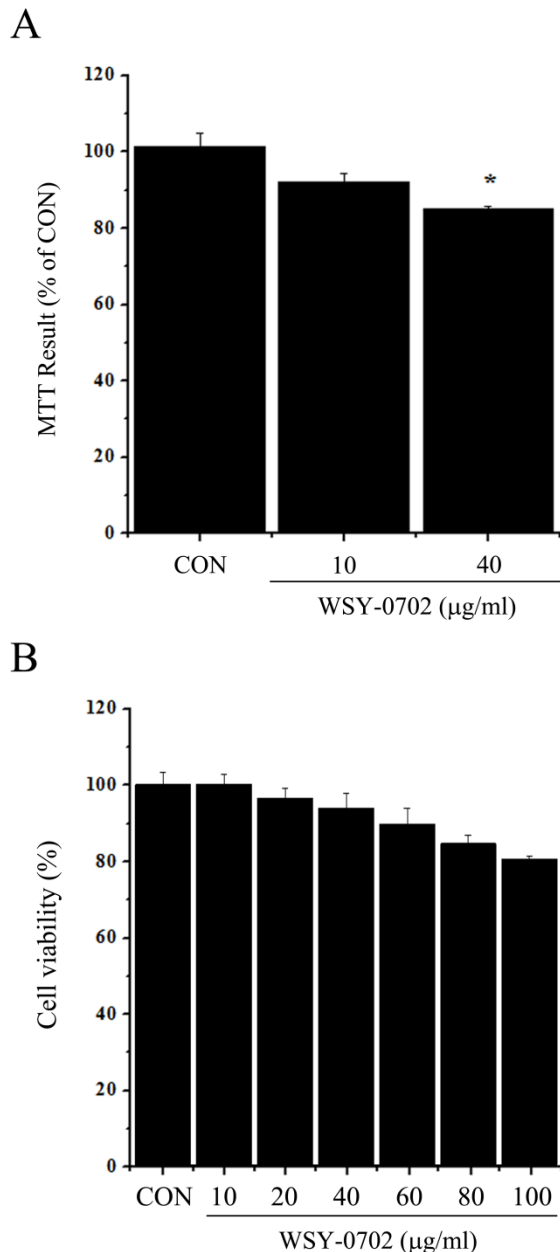 A
120
100
80
60
40
20
0
MTT Result (% of CON)
*
CON 10 40
WSY-0702 (μg/ml)
B
120
100
80
60
40
20
0
Cell viability (%)
CON 10 20 40 60 80 100
WSY-0702 (μg/ml)